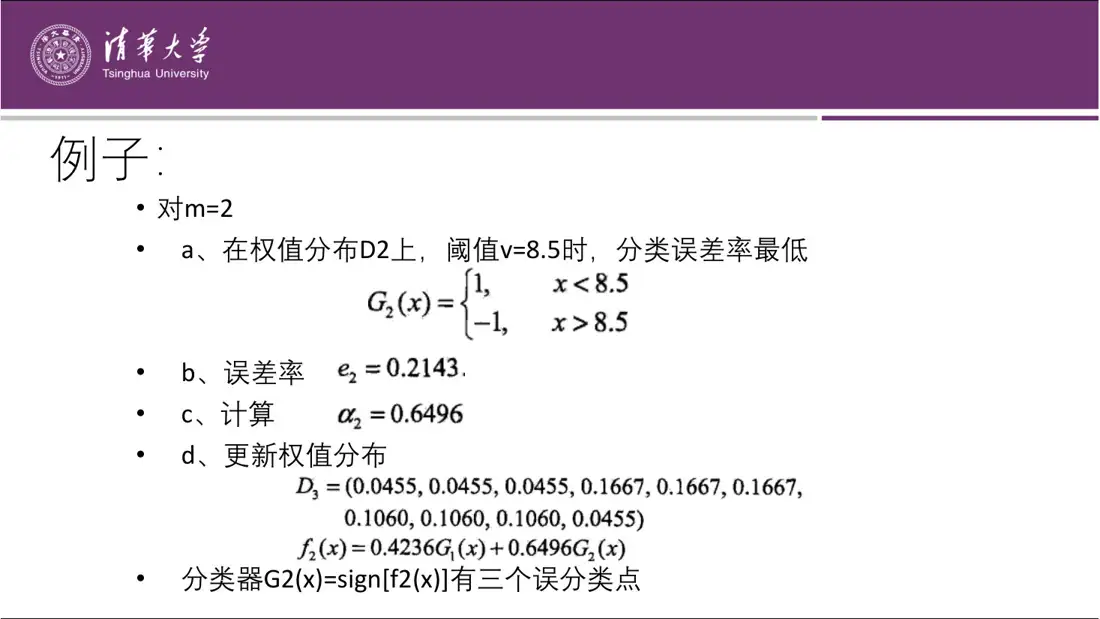 清华大学
Tsinghua University
例子：
• 对m=2
• a、在权值分布D2上，阈值v=8.5时，分类误差率最低
G₂(x) = { 1, x < 8.5
−1, x > 8.5
• b、误差率 e₂ = 0.2143.
• c、计算 α₂ = 0.6496
• d、更新权值分布
D₃ = (0.0455, 0.0455, 0.0455, 0.1667, 0.1667, 0.1667,
0.1060, 0.1060, 0.1060, 0.0455)
f₂(x) = 0.4236G₁(x) + 0.6496G₂(x)
• 分类器G2(x)=sign[f2(x)]有三个误分类点